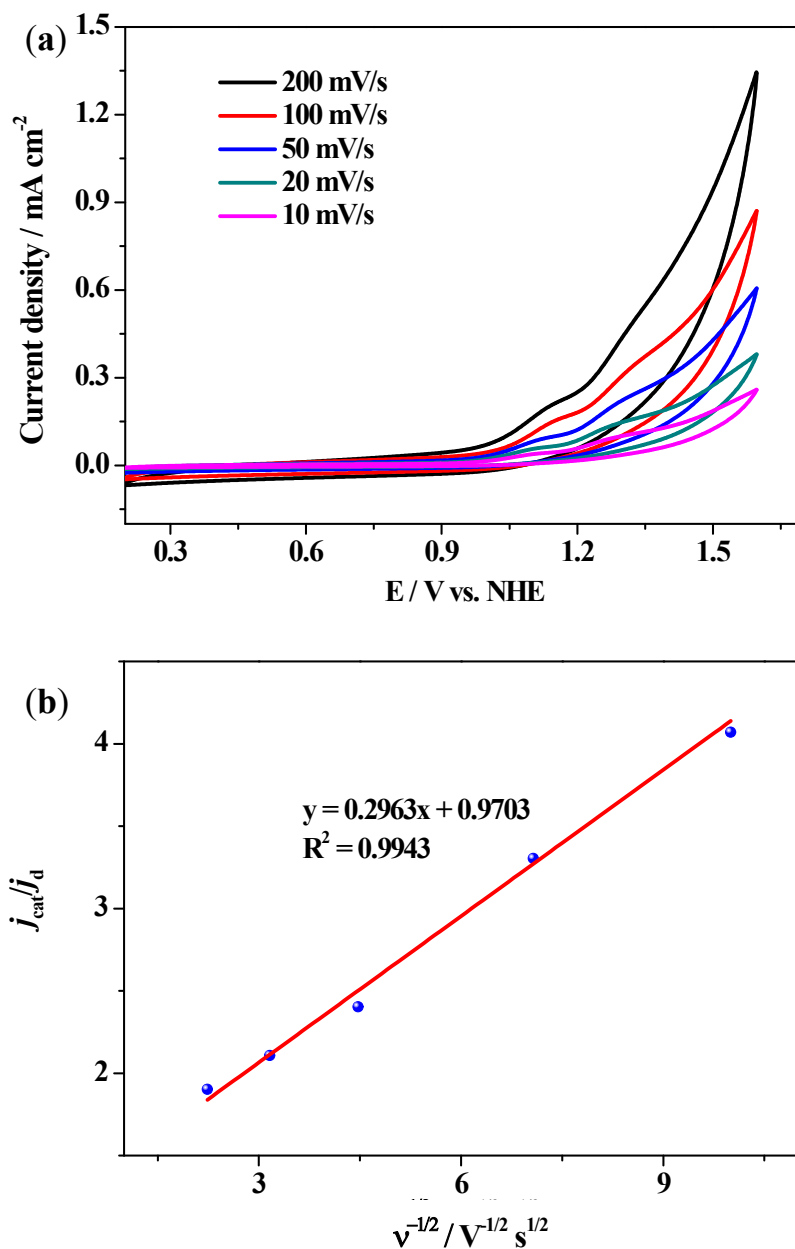 (a)
1.5
1.2
0.9
0.6
0.3
0.0
Current density / mA cm⁻²
200 mV/s
100 mV/s
50 mV/s
20 mV/s
10 mV/s
0.3 0.6 0.9 1.2 1.5
E / V vs. NHE
(b)
4
3
2
j_cat/j_d
y = 0.2963x + 0.9703
R² = 0.9943
3 6 9
ν⁻¹/² / V⁻¹/² s¹/²